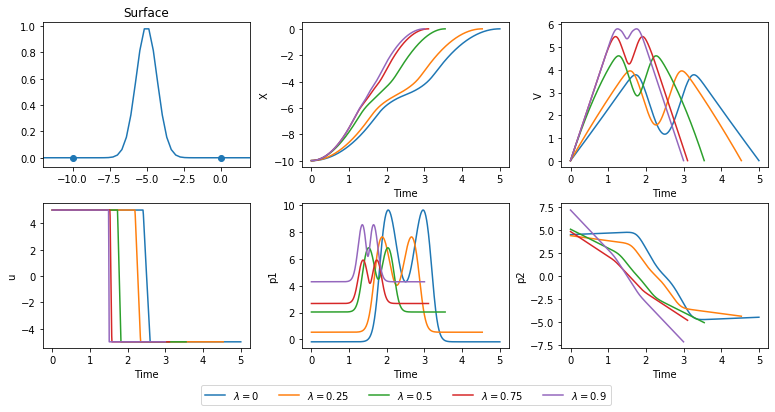 Surface
1.0
0.8
0.6
0.4
0.2
0.0
−10.0 −7.5 −5.0 −2.5 0.0
X
0
−2
−4
−6
−8
−10
0 1 2 3 4 5
Time
V
6
5
4
3
2
1
0
0 1 2 3 4 5
Time
u
4
2
0
−2
−4
0 1 2 3 4 5
Time
p1
10
8
6
4
2
0
0 1 2 3 4 5
Time
p2
7.5
5.0
2.5
0.0
−2.5
−5.0
−7.5
0 1 2 3 4 5
Time
λ = 0 λ = 0.25 λ = 0.5 λ = 0.75 λ = 0.9